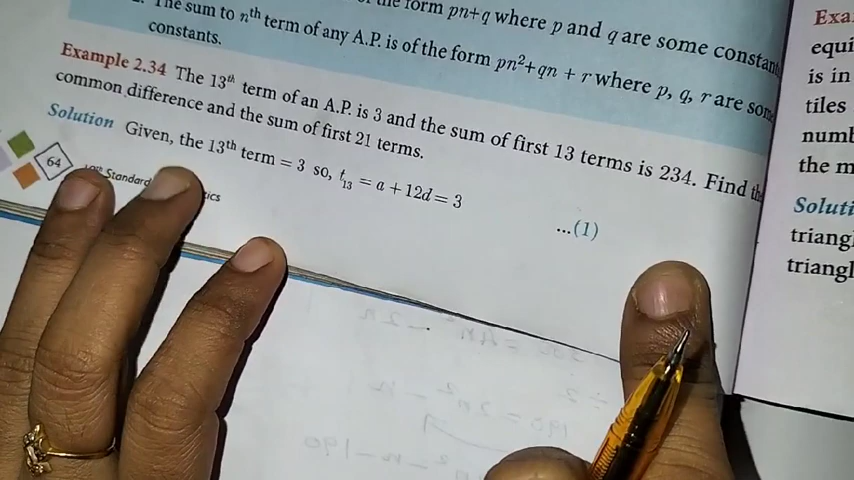 of the form pn+q where p and q are some constants
The sum to nth term of any A.P. is of the form pn²+qn + r where p, q, r are some
constants.
Example 2.34 The 13th term of an A.P. is 3 and the sum of first 13 terms is 234. Find the
common difference and the sum of first 21 terms.
Solution Given, the 13th term = 3 so, t₁₃ = a + 12d = 3 ...(1)
64
Standard
Exa
equi
is in
tiles
numb
the m
Soluti
triang
triangl